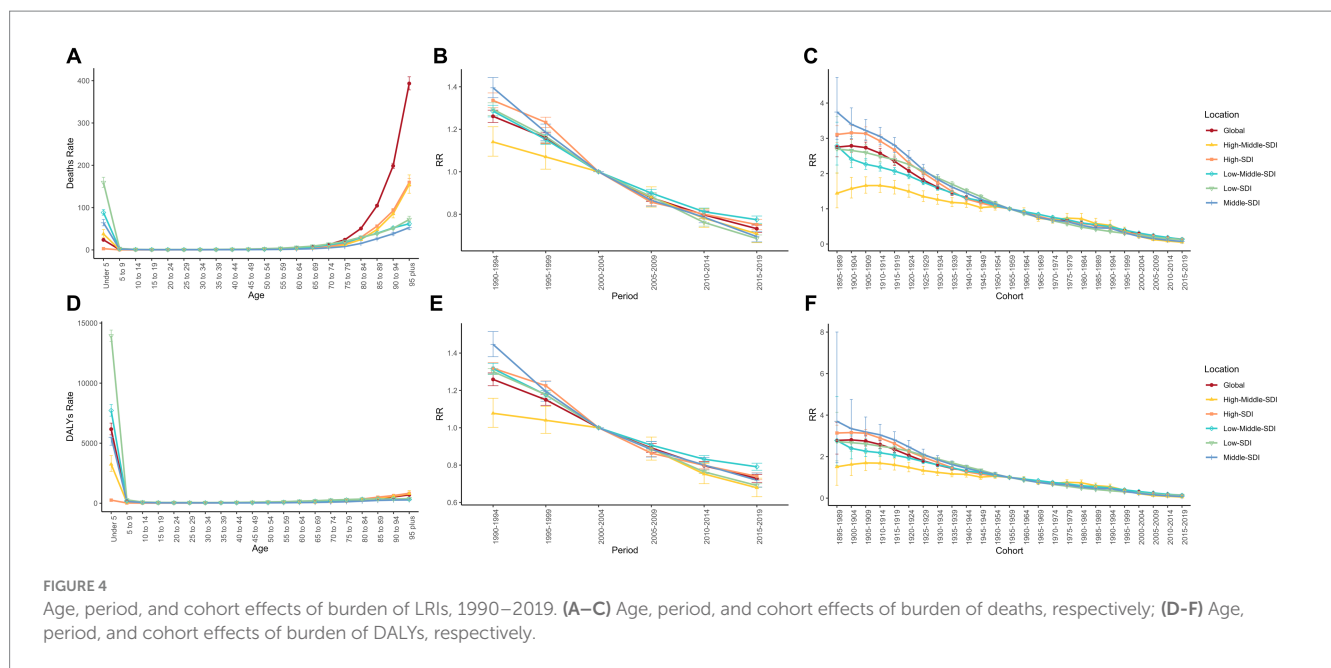 A
B
C
400
300
200
100
0
Deaths Rate
Under 5
5 to 9
10 to 14
15 to 19
20 to 24
25 to 29
30 to 34
35 to 39
40 to 44
45 to 49
50 to 54
55 to 59
60 to 64
65 to 69
70 to 74
75 to 79
80 to 84
85 to 89
90 to 94
95 plus
Age
1.4
1.2
1.0
0.8
RR
1990-1994
1995-1999
2000-2004
2005-2009
2010-2014
2015-2019
Period
4
3
2
1
0
RR
1895-1989
1900-1904
1905-1909
1910-1914
1915-1919
1920-1924
1925-1929
1930-1934
1935-1939
1940-1944
1945-1949
1950-1954
1955-1959
1960-1964
1965-1969
1970-1974
1975-1979
1980-1984
1985-1989
1990-1994
1995-1999
2000-2004
2005-2009
2010-2014
2015-2019
Cohort
Location
Global
High-Middle-SDI
High-SDI
Low-Middle-SDI
Low-SDI
Middle-SDI
D
E
F
15000
10000
5000
0
DALYs Rate
Under 5
5 to 9
10 to 14
15 to 19
20 to 24
25 to 29
30 to 34
35 to 39
40 to 44
45 to 49
50 to 54
55 to 59
60 to 64
65 to 69
70 to 74
75 to 79
80 to 84
85 to 89
90 to 94
95 plus
Age
1.4
1.2
1.0
0.8
0.6
RR
1990-1994
1995-1999
2000-2004
2005-2009
2010-2014
2015-2019
Period
8
6
4
2
0
RR
1895-1989
1900-1904
1905-1909
1910-1914
1915-1919
1920-1924
1925-1929
1930-1934
1935-1939
1940-1944
1945-1949
1950-1954
1955-1959
1960-1964
1965-1969
1970-1974
1975-1979
1980-1984
1985-1989
1990-1994
1995-1999
2000-2004
2005-2009
2010-2014
2015-2019
Cohort
Location
Global
High-Middle-SDI
High-SDI
Low-Middle-SDI
Low-SDI
Middle-SDI
FIGURE 4
Age, period, and cohort effects of burden of LRIs, 1990–2019. (A–C) Age, period, and cohort effects of burden of deaths, respectively; (D-F) Age,
period, and cohort effects of burden of DALYs, respectively.